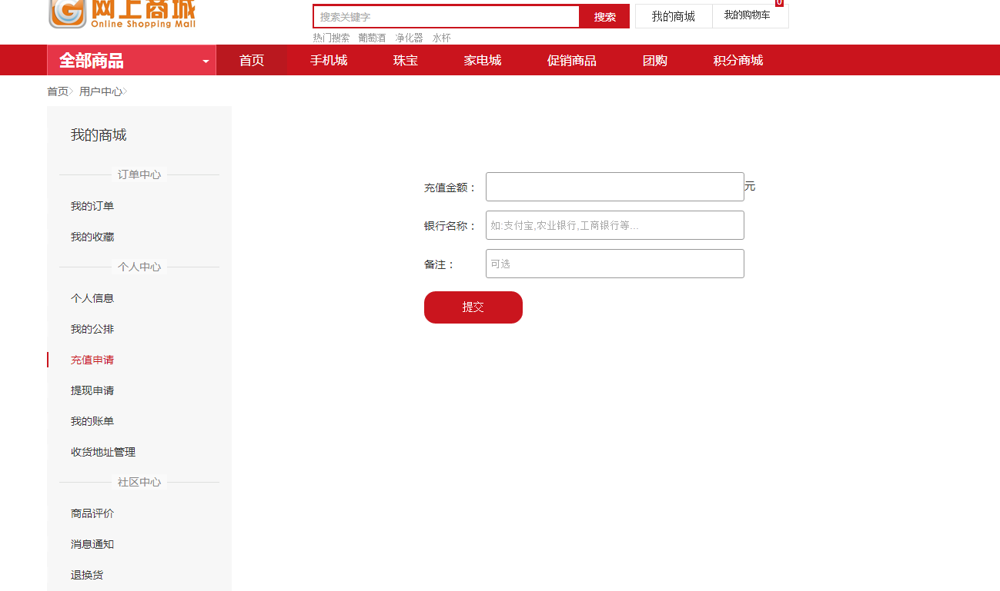 网上商城
Online Shopping Mall
搜索关键字 搜索 我的商城 我的购物车 0
热门搜索 葡萄酒 净化器 水杯
全部商品 首页 手机城 珠宝 家电城 促销商品 团购 积分商城
首页> 用户中心>
我的商城
订单中心
我的订单
我的收藏
个人中心
个人信息
我的公排
充值申请
提现申请
我的账单
收货地址管理
社区中心
商品评价
消息通知
退换货
充值金额： 元
银行名称： 如:支付宝,农业银行,工商银行等...
备注： 可选
提交